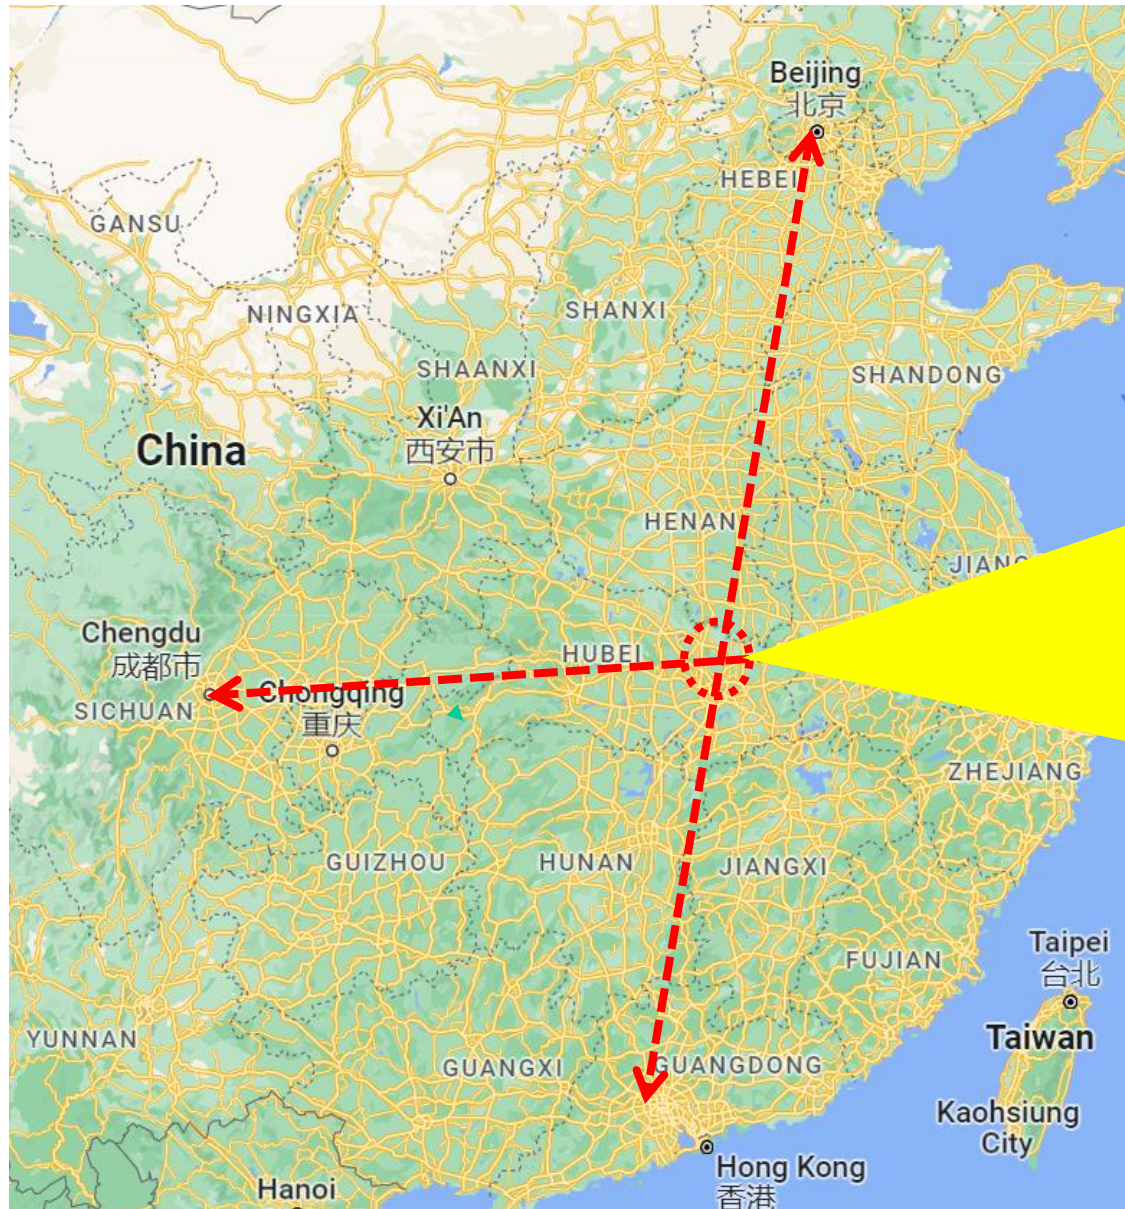 Beijing
北京
HEBEI
GANSU
NINGXIA
SHANXI
SHAANXI
SHANDONG
Xi'An
西安市
China
HENAN
JIANG
Chengdu
成都市
HUBEI
SICHUAN
Chongqing
重庆
ZHEJIANG
GUIZHOU
HUNAN
JIANGXI
FUJIAN
Taipei
台北
YUNNAN
Taiwan
GUANGXI
GUANGDONG
Kaohsiung
City
Hong Kong
香港
Hanoi